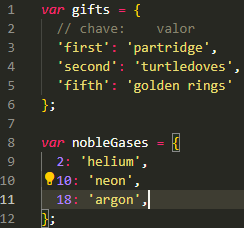 1 var gifts = {
2 // chave: valor
3 'first': 'partridge',
4 'second': 'turtledoves',
5 'fifth': 'golden rings'
6 };
7
8 var nobleGases = {
9 2: 'helium',
10 10: 'neon',
11 18: 'argon',
12 };